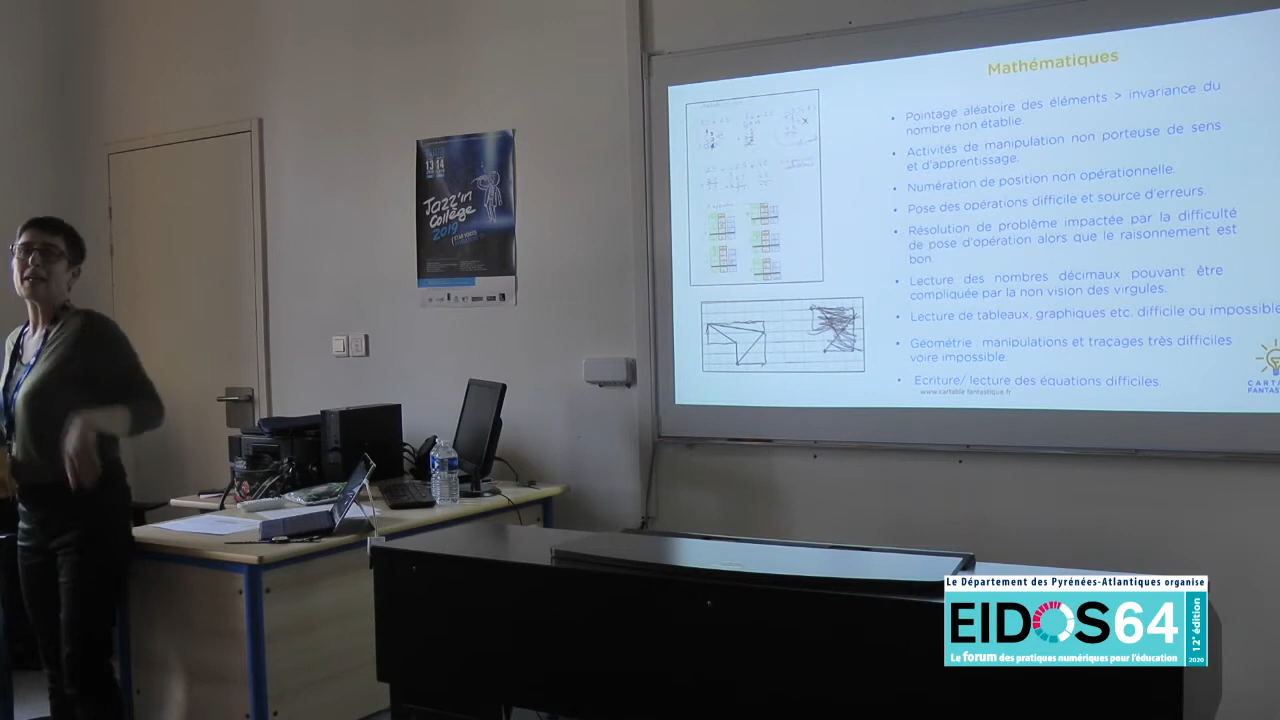 Mathématiques
• Pointage aléatoire des éléments > invariance du
nombre non établie.
• Activités de manipulation non porteuse de sens
et d'apprentissage.
• Numération de position non opérationnelle.
• Pose des opérations difficile et source d'erreurs.
• Résolution de problème impactée par la difficulté
de pose d'opération alors que le raisonnement est
bon.
• Lecture des nombres décimaux pouvant être
compliquée par la non vision des virgules.
• Lecture de tableaux, graphiques etc. difficile ou impossible
• Géométrie : manipulations et traçages très difficiles
voire impossible.
• Ecriture/ lecture des équations difficiles.
www.cartable fantastique.fr
13 14
Jazz'in
Collège
2019
Le Département des Pyrénées-Atlantiques organise
EIDOS64
Le forum des pratiques numériques pour l'éducation
12e édition
2020